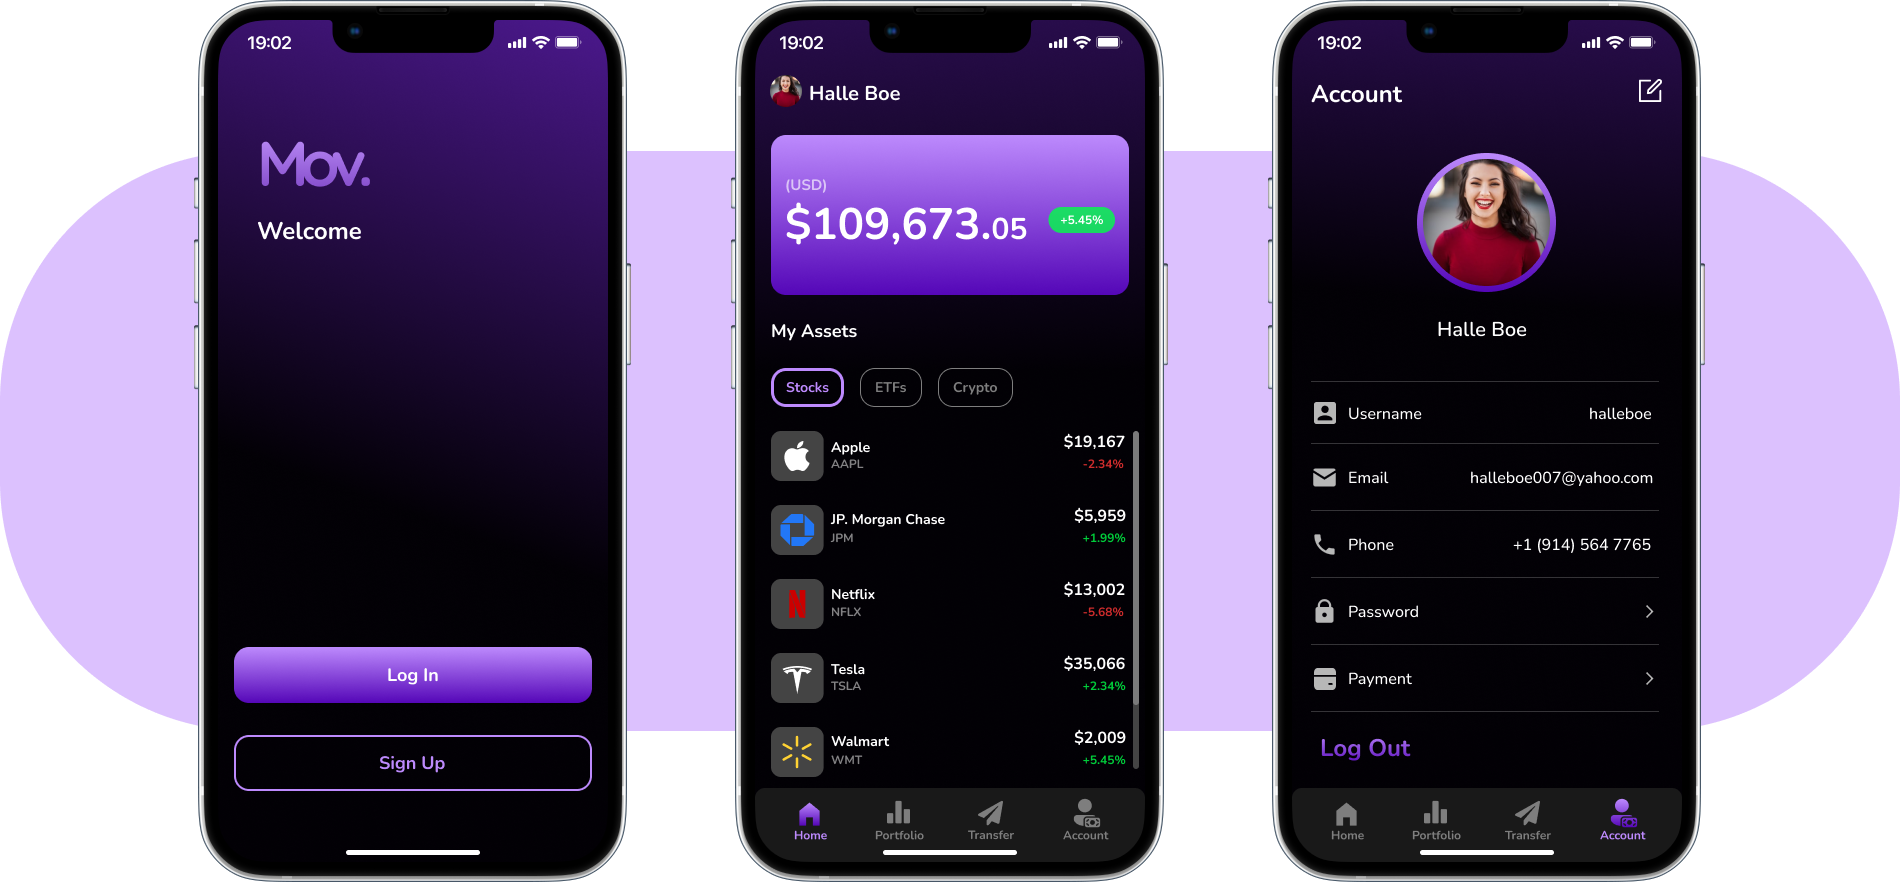 19:02
Mov.
Welcome
Log In
Sign Up
19:02
Halle Boe
(USD)
$109,673.05
+5.45%
My Assets
Stocks ETFs Crypto
Apple $19,167
AAPL -2.34%
JP. Morgan Chase $5,959
JPM +1.99%
Netflix $13,002
NFLX -5.68%
Tesla $35,066
TSLA +2.34%
Walmart $2,009
WMT +5.45%
Home Portfolio Transfer Account
19:02
Account
Halle Boe
Username halleboe
Email halleboe007@yahoo.com
Phone +1 (914) 564 7765
Password
Payment
Log Out
Home Portfolio Transfer Account